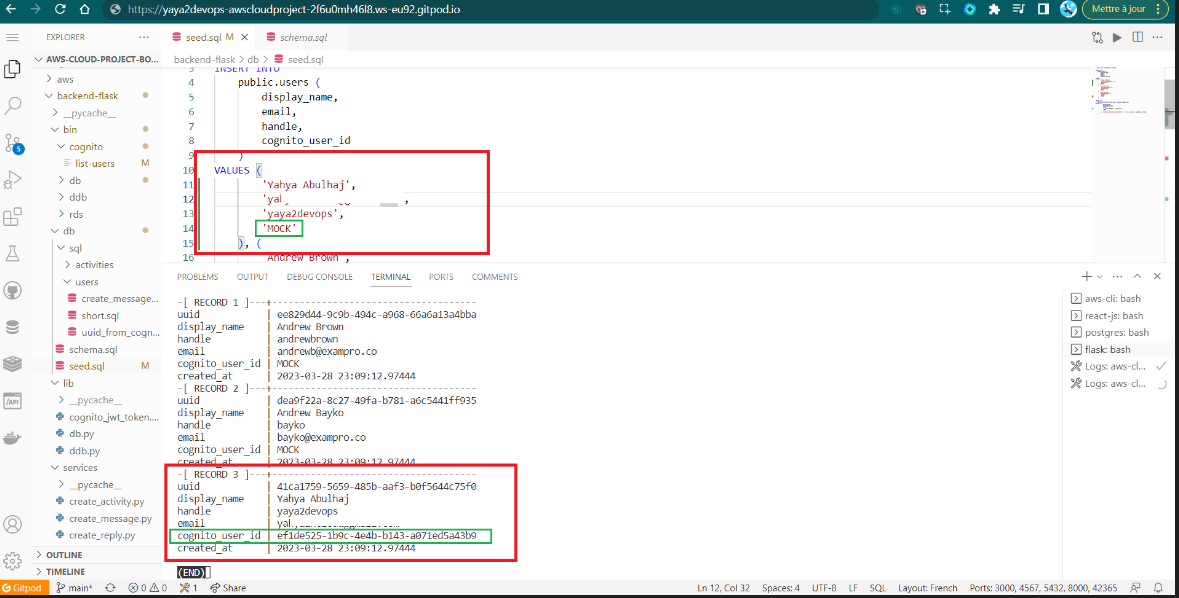 https://yaya2devops-awscloudproject-2f6u0mh46l8.ws-eu92.gitpod.io
Mettre à jour
EXPLORER
AWS-CLOUD-PROJECT-BO...
aws
backend-flask
__pycache__
bin
cognito
list-users M
db
ddb
rds
db
sql
activities
users
create_message...
short.sql
uuid_from_cogn...
schema.sql
seed.sql M
lib
__pycache__
cognito_jwt_token....
db.py
ddb.py
services
__pycache__
create_activity.py
create_message.py
create_reply.py
OUTLINE
TIMELINE
5
seed.sql M
schema.sql
backend-flask > db > seed.sql
3 INSERT INTO
4 public.users (
5 display_name,
6 email,
7 handle,
8 cognito_user_id
9 )
10 VALUES (
11 'Yahya Abulhaj',
12 ,
13 'yaya2devops',
14 'MOCK'
15 ), (
16 'Andrew Brown',
PROBLEMS OUTPUT DEBUG CONSOLE TERMINAL PORTS COMMENTS
-[ RECORD 1 ]---+----------------------------------
uuid | ee829d44-9c9b-494c-a968-66a6a13a4bba
display_name | Andrew Brown
handle | andrewbrown
email | andrewb@exampro.co
cognito_user_id | MOCK
created_at | 2023-03-28 23:09:12.97444
-[ RECORD 2 ]---+----------------------------------
uuid | dea9f22a-8c27-49fa-b781-a6c5441ff935
display_name | Andrew Bayko
handle | bayko
email | bayko@exampro.co
cognito_user_id | MOCK
created_at | 2023-03-28 23:09:12.97444
-[ RECORD 3 ]---+----------------------------------
uuid | 41ca1759-5659-485b-aaf3-b0f5644c75f0
display_name | Yahya Abulhaj
handle | yaya2devops
email |
cognito_user_id | ef1de525-1b9c-4e4b-b143-a071ed5a43b9
created_at | 2023-03-28 23:09:12.97444
(END)
aws-cli: bash
react-js: bash
postgres: bash
flask: bash
Logs: aws-cl...
Logs: aws-cl...
Gitpod main* 0 0 1 Share
Ln 12, Col 32 Spaces: 4 UTF-8 LF SQL Layout: French Ports: 3000, 4567, 5432, 8000, 42365